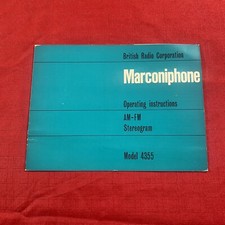 British Radio Corporation
Marconiphone
Operating instructions
AM-FM
Stereogram
Model 4355